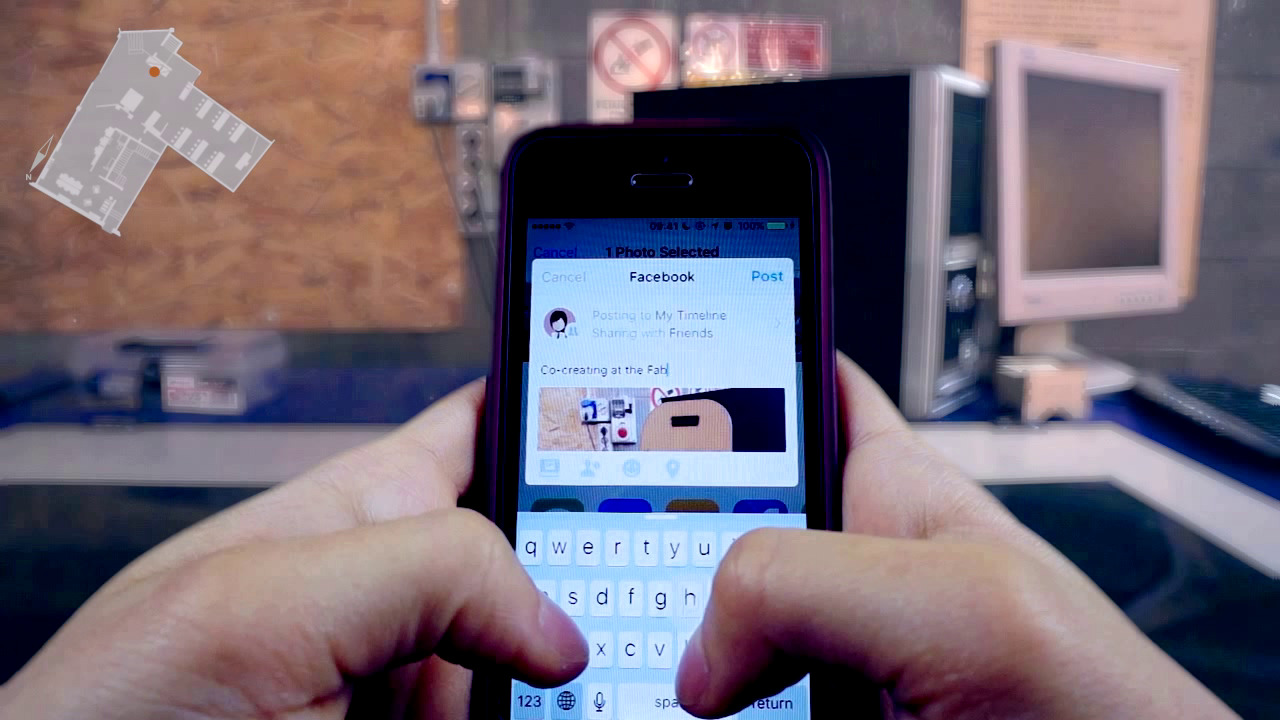 N
09:41 100%
Cancel 1 Photo Selected
Cancel Facebook Post
Posting to My Timeline
Sharing with Friends
Co-creating at the Fab
q w e r t y u
s d f g h
x c v
123 return